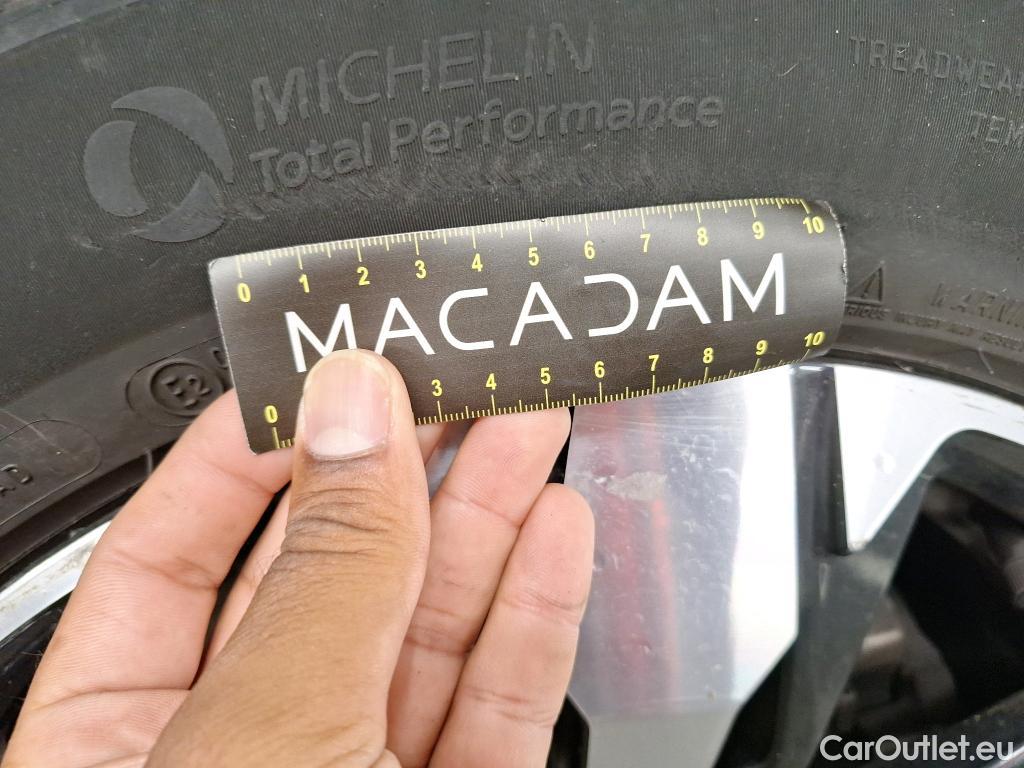 MICHELIN
Total Performance
TREADWEAR
TEM
0 1 2 3 4 5 6 7 8 9 10
MACADAM
0 3 4 5 6 7 8 9 10
E2
CarOutlet.eu